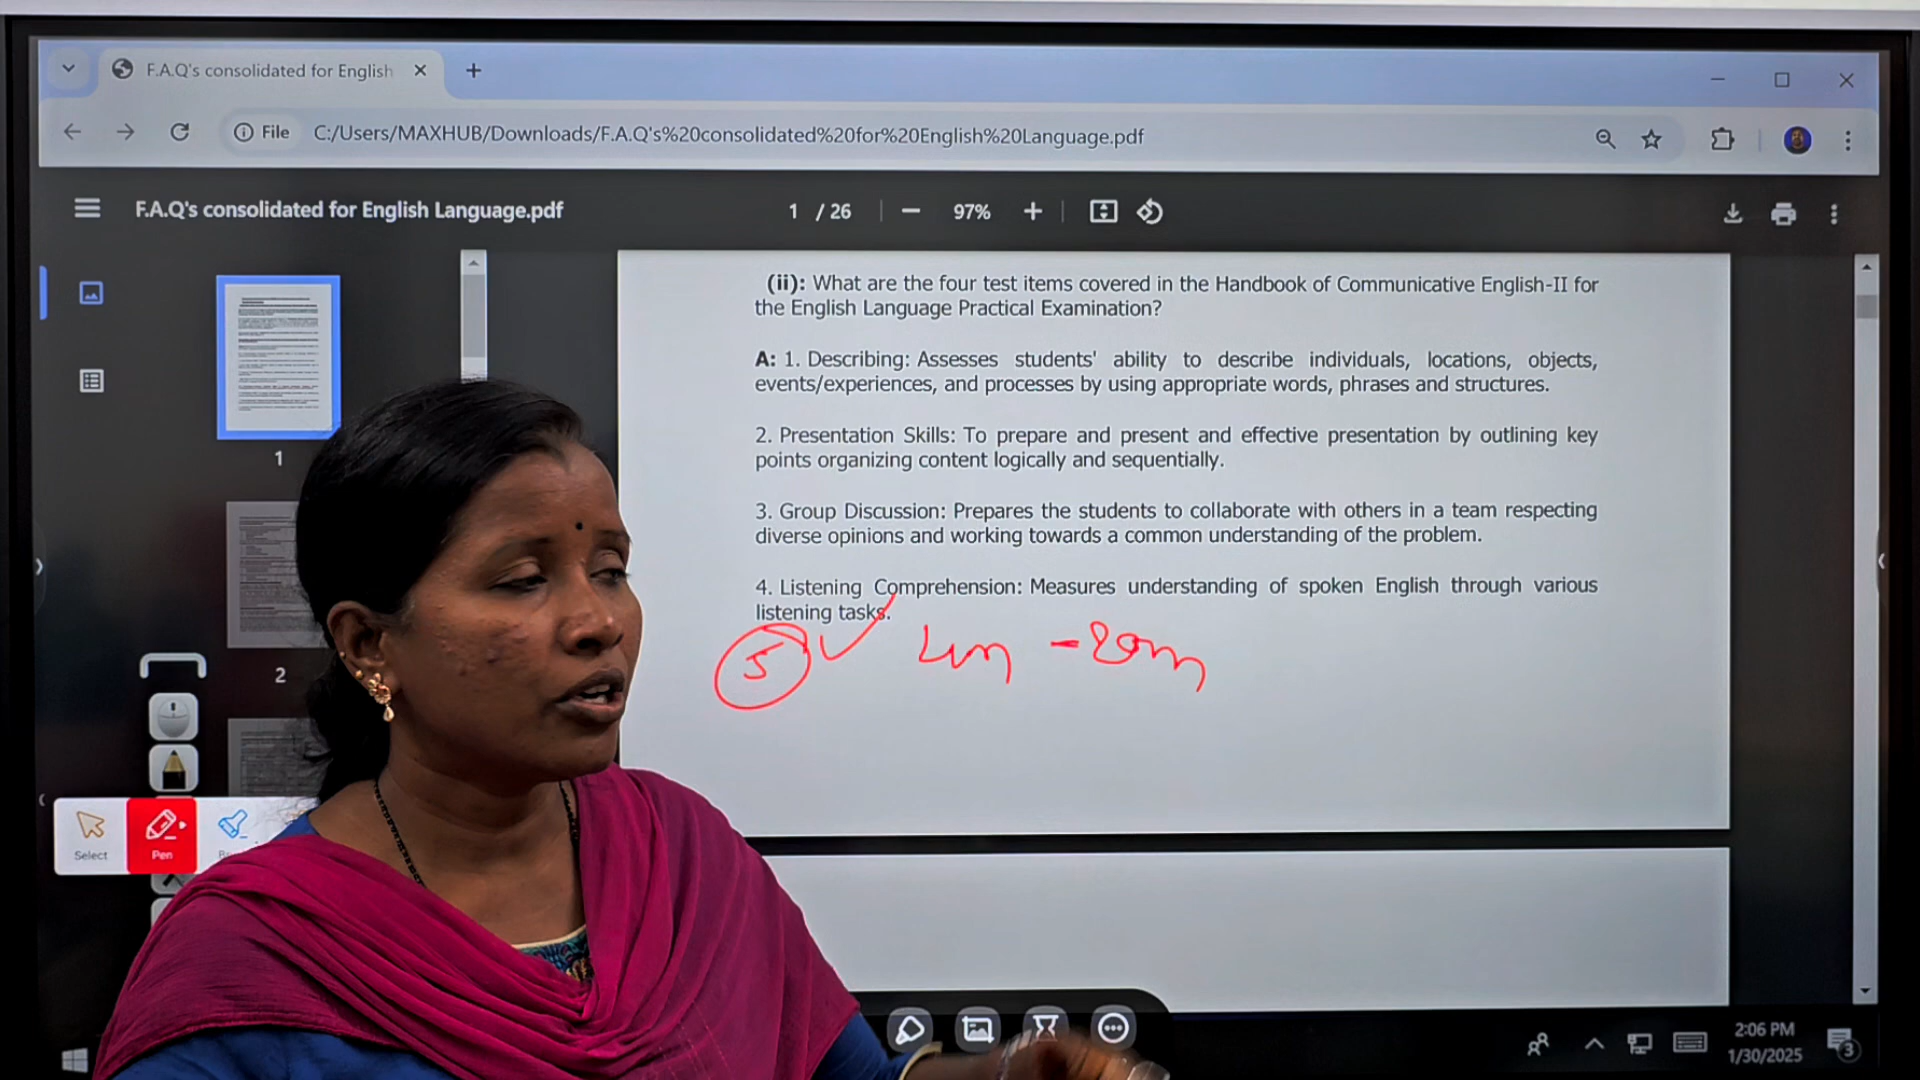 F.A.Q's consolidated for English
File C:/Users/MAXHUB/Downloads/F.A.Q's%20consolidated%20for%20English%20Language.pdf
F.A.Q's consolidated for English Language.pdf 1 / 26 97%
(ii): What are the four test items covered in the Handbook of Communicative English-II for
the English Language Practical Examination?
A: 1. Describing: Assesses students' ability to describe individuals, locations, objects,
events/experiences, and processes by using appropriate words, phrases and structures.
2. Presentation Skills: To prepare and present and effective presentation by outlining key
points organizing content logically and sequentially.
3. Group Discussion: Prepares the students to collaborate with others in a team respecting
diverse opinions and working towards a common understanding of the problem.
4. Listening Comprehension: Measures understanding of spoken English through various
listening tasks.
5
1
2
Select Pen
2:06 PM
1/30/2025
3